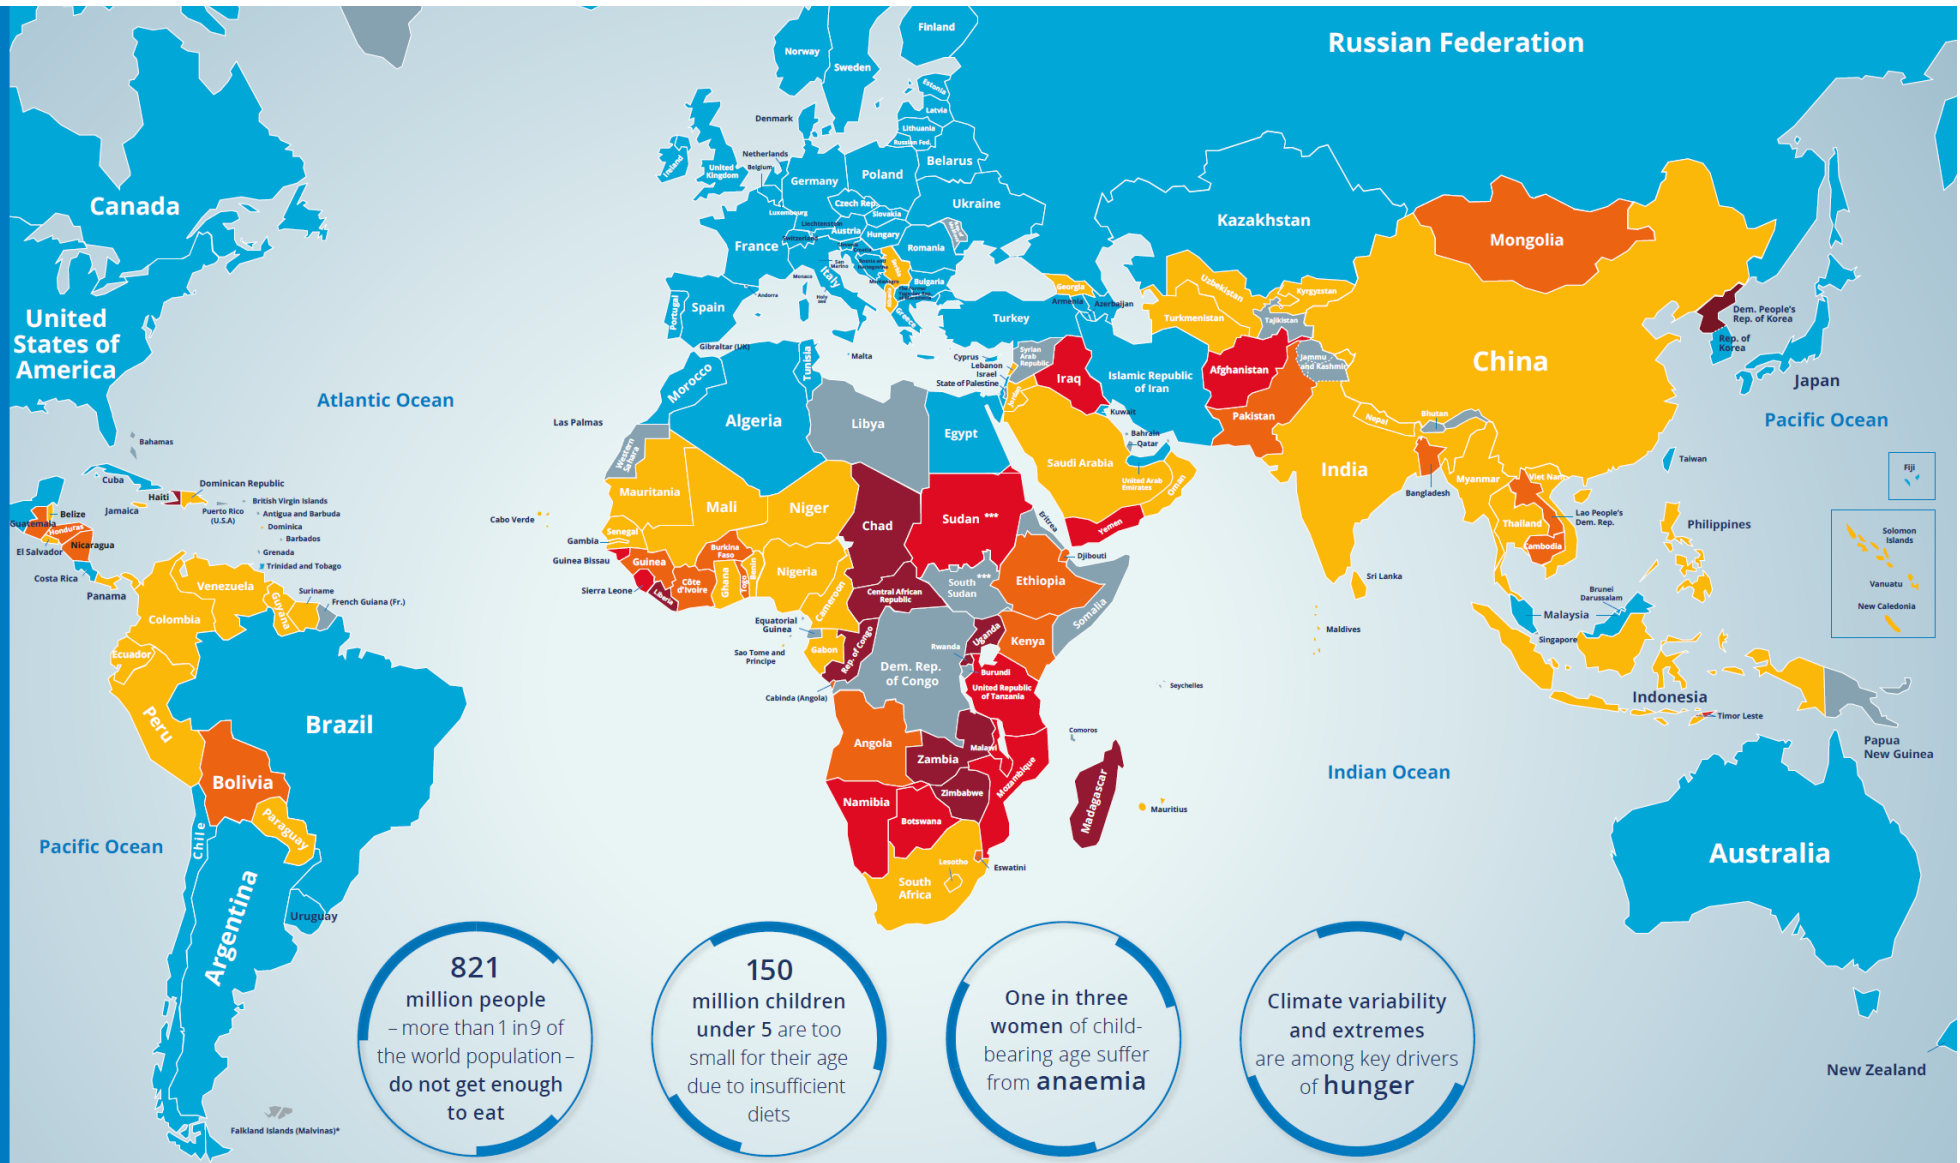 Russian Federation
Finland
Norway
Sweden
Estonia
Latvia
Lithuania
Russian Fed.
Denmark
Netherlands
Belgium
Ireland
United
Kingdom
Belarus
Poland
Germany
Ukraine
Czech Rep.
Slovakia
Luxembourg
Liechtenstein
Austria
Hungary
Switzerland
France
Romania
San
Marino
Bosnia and
Herzegovina
Serbia
Monaco
Italy
Montenegro
Bulgaria
Andorra
Holy
See
Albania
Greece
Portugal
Spain
Gibraltar (UK)
Malta
Canada
United
States of
America
Atlantic Ocean
Kazakhstan
Mongolia
Georgia
Armenia
Azerbaijan
Turkey
Uzbekistan
Kyrgyzstan
Turkmenistan
Tajikistan
China
Dem. People's
Rep. of Korea
Rep. of
Korea
Japan
Pacific Ocean
Cyprus
Lebanon
Israel
State of Palestine
Syrian
Arab
Republic
Jordan
Iraq
Islamic Republic
of Iran
Afghanistan
Jammu
and Kashmir
Pakistan
Kuwait
Bahrain
Qatar
Saudi Arabia
United Arab
Emirates
Oman
Yemen
Nepal
Bhutan
India
Bangladesh
Myanmar
Viet Nam
Lao People's
Dem. Rep.
Thailand
Cambodia
Taiwan
Philippines
Sri Lanka
Maldives
Brunei
Darussalam
Malaysia
Singapore
Indonesia
Timor Leste
Papua
New Guinea
Fiji
Solomon
Islands
Vanuatu
New Caledonia
Las Palmas
Morocco
Tunisia
Algeria
Libya
Egypt
Western
Sahara
Mauritania
Mali
Niger
Chad
Sudan ***
Eritrea
Djibouti
Cabo Verde
Senegal
Gambia
Guinea Bissau
Guinea
Sierra Leone
Liberia
Côte
d'Ivoire
Burkina
Faso
Ghana
Togo
Benin
Nigeria
Cameroon
Central African
Republic
South ***
Sudan
Ethiopia
Somalia
Equatorial
Guinea
Sao Tome and
Principe
Gabon
Rep. of Congo
Cabinda (Angola)
Dem. Rep.
of Congo
Uganda
Kenya
Rwanda
Burundi
United Republic
of Tanzania
Seychelles
Comoros
Angola
Zambia
Malawi
Mozambique
Zimbabwe
Namibia
Botswana
Madagascar
Mauritius
Lesotho
Eswatini
South
Africa
Indian Ocean
Bahamas
Cuba
Haiti
Dominican Republic
Jamaica
Puerto Rico
(U.S.A)
British Virgin Islands
Antigua and Barbuda
Dominica
Barbados
Grenada
Trinidad and Tobago
Belize
Guatemala
Honduras
El Salvador
Nicaragua
Costa Rica
Panama
Venezuela
Guyana
Suriname
French Guiana (Fr.)
Colombia
Ecuador
Peru
Brazil
Bolivia
Paraguay
Chile
Argentina
Uruguay
Pacific Ocean
Falkland Islands (Malvinas)*
Australia
New Zealand
821
million people
– more than 1 in 9 of
the world population –
do not get enough
to eat
150
million children
under 5 are too
small for their age
due to insufficient
diets
One in three
women of child-
bearing age suffer
from anaemia
Climate variability
and extremes
are among key drivers
of hunger